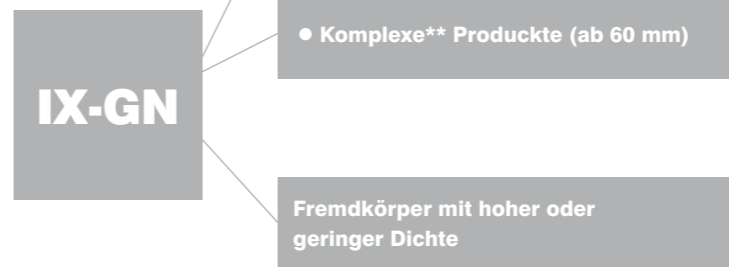 ● Komplexe** Produckte (ab 60 mm)
IX-GN
Fremdkörper mit hoher oder
geringer Dichte